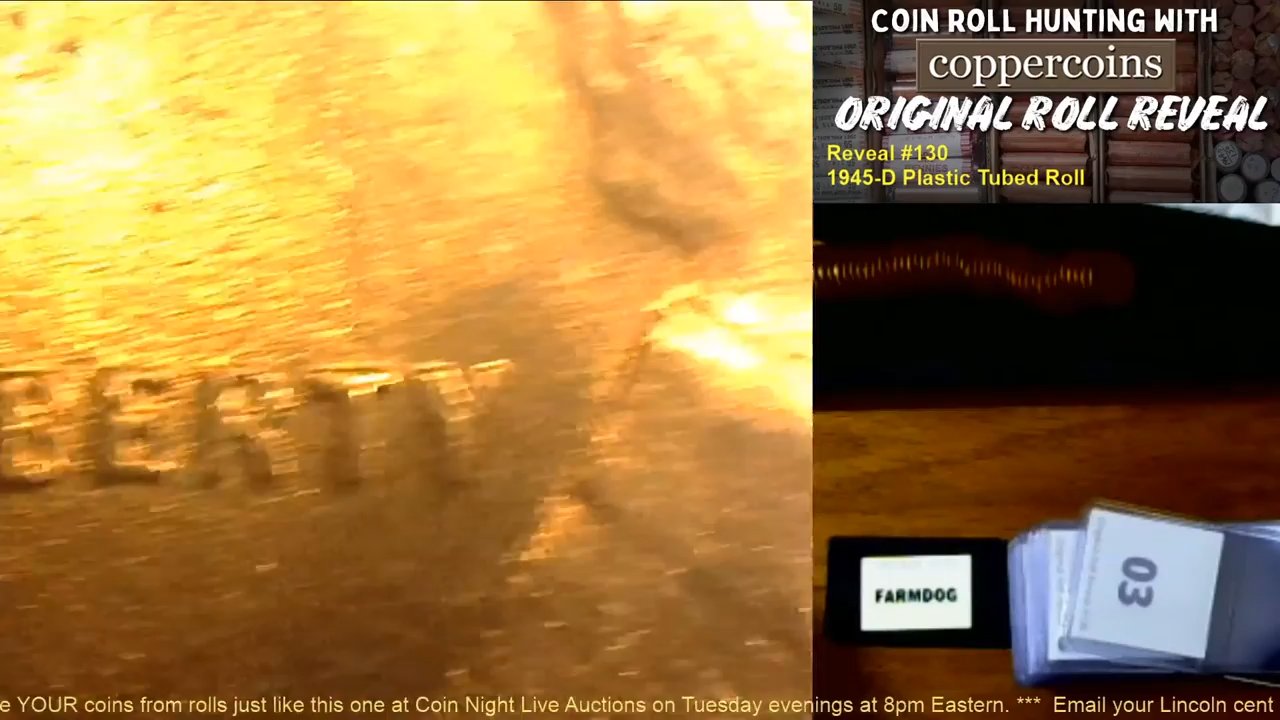 COIN ROLL HUNTING WITH
coppercoins
ORIGINAL ROLL REVEAL
Reveal #130
1945-D Plastic Tubed Roll
BERTY
FARMDOG
03
e YOUR coins from rolls just like this one at Coin Night Live Auctions on Tuesday evenings at 8pm Eastern. *** Email your Lincoln cent